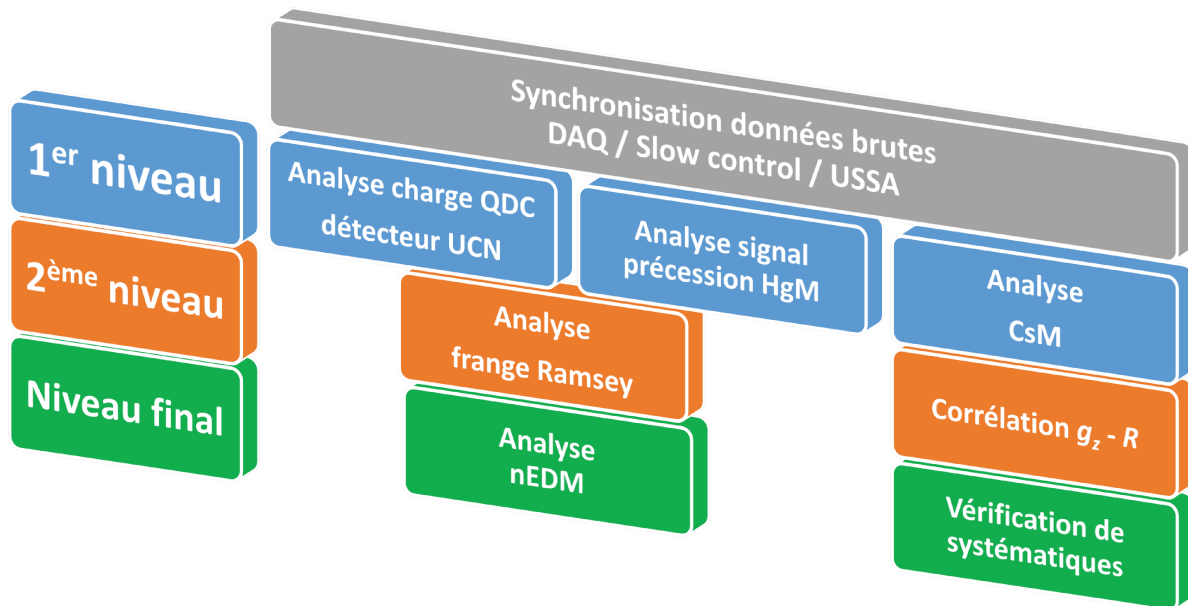 Synchronisation données brutes
DAQ / Slow control / USSA
1er niveau
Analyse charge QDC
détecteur UCN
Analyse signal
précession HgM
Analyse
CsM
2ème niveau
Analyse
frange Ramsey
Corrélation gz - R
Niveau final
Analyse
nEDM
Vérification de
systématiques